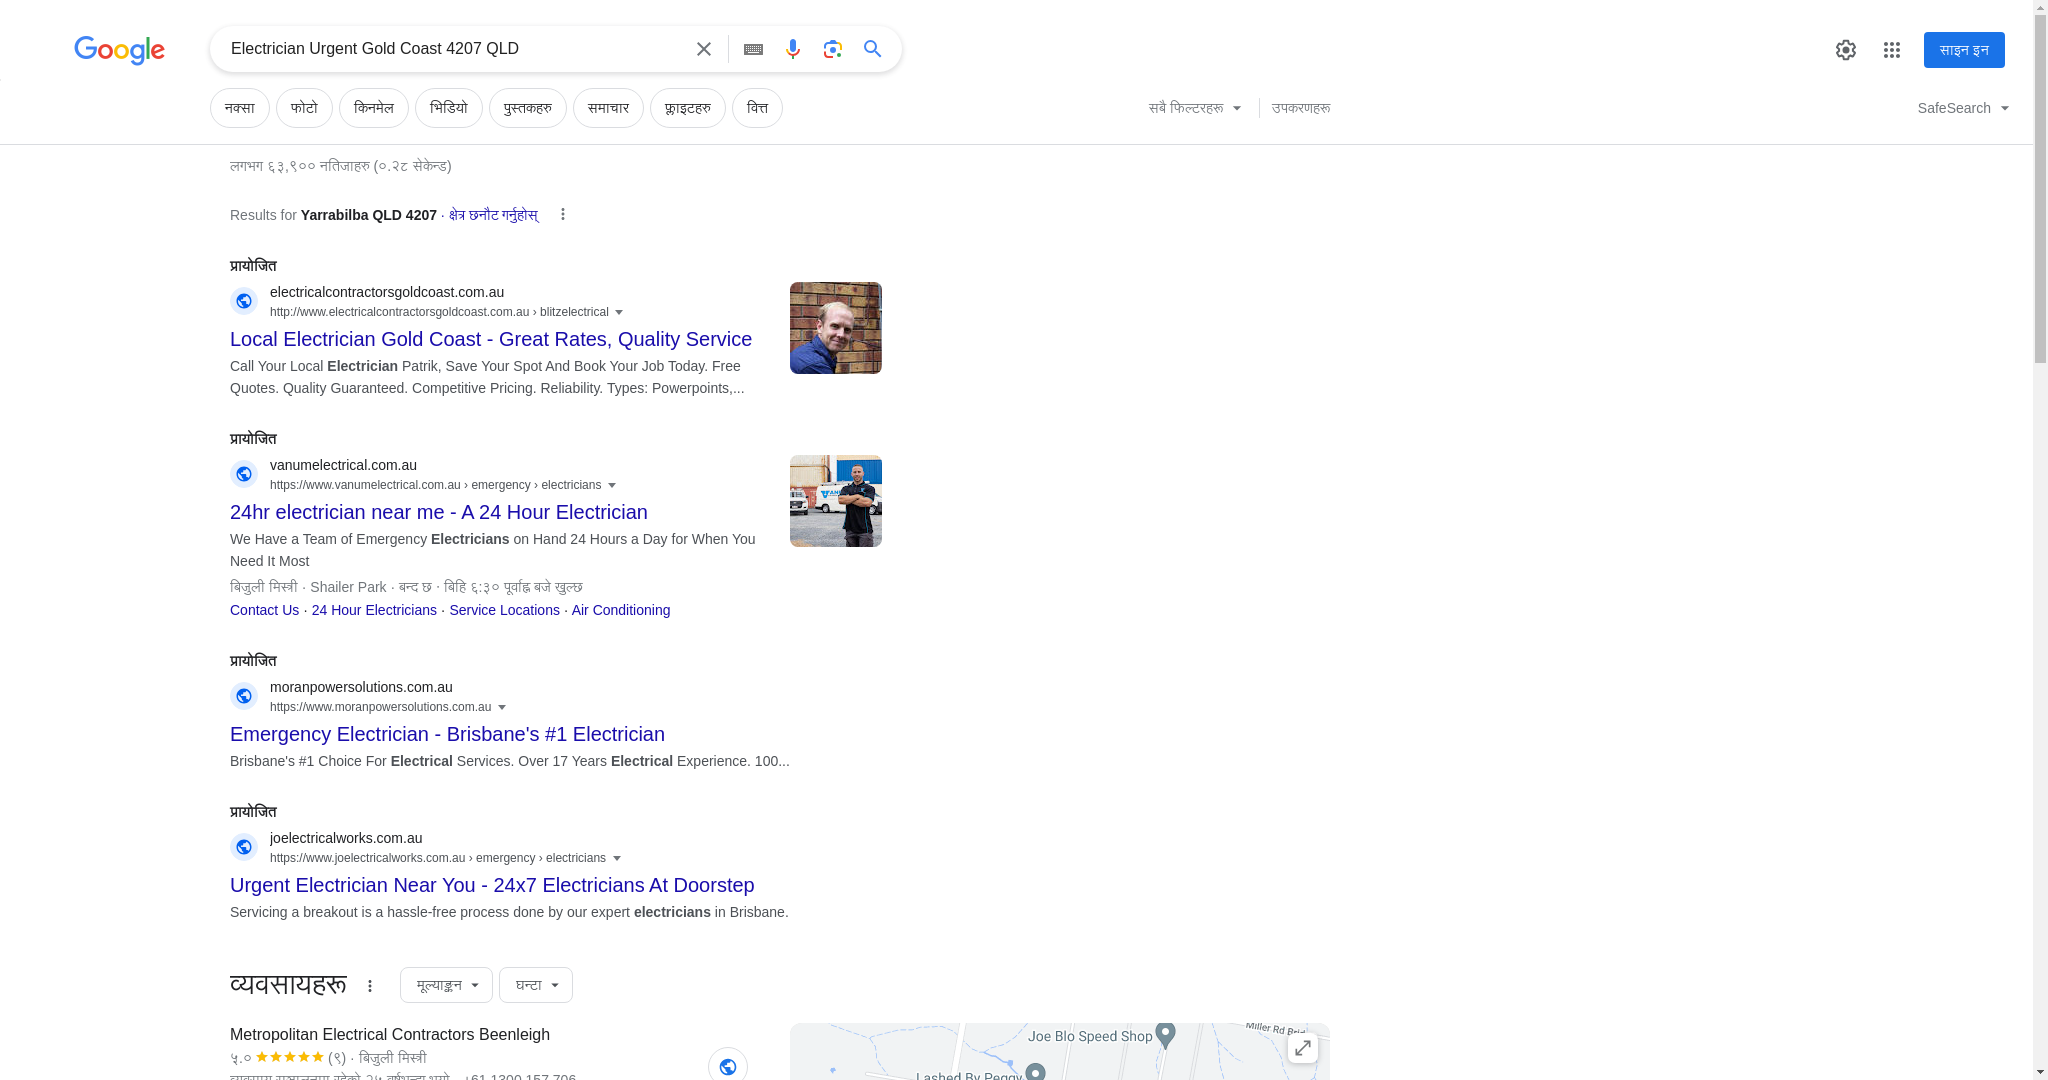 Google
Electrician Urgent Gold Coast 4207 QLD
साइन इन
नक्सा
फोटो
किनमेल
भिडियो
पुस्तकहरु
समाचार
फ्लाइटहरु
वित्त
सबै फिल्टरहरू
उपकरणहरू
SafeSearch
लगभग ६३,९०० नतिजाहरु (०.२८ सेकेन्ड)
Results for Yarrabilba QLD 4207 · क्षेत्र छनौट गर्नुहोस्
प्रायोजित
electricalcontractorsgoldcoast.com.au
http://www.electricalcontractorsgoldcoast.com.au › blitzelectrical
Local Electrician Gold Coast - Great Rates, Quality Service
Call Your Local Electrician Patrik, Save Your Spot And Book Your Job Today. Free
Quotes. Quality Guaranteed. Competitive Pricing. Reliability. Types: Powerpoints,...
प्रायोजित
vanumelectrical.com.au
https://www.vanumelectrical.com.au › emergency › electricians
24hr electrician near me - A 24 Hour Electrician
We Have a Team of Emergency Electricians on Hand 24 Hours a Day for When You
Need It Most
बिजुली मिस्त्री · Shailer Park · बन्द छ · बिहि ६:३० पूर्वाह्न बजे खुल्छ
Contact Us · 24 Hour Electricians · Service Locations · Air Conditioning
प्रायोजित
moranpowersolutions.com.au
https://www.moranpowersolutions.com.au
Emergency Electrician - Brisbane's #1 Electrician
Brisbane's #1 Choice For Electrical Services. Over 17 Years Electrical Experience. 100...
प्रायोजित
joelectricalworks.com.au
https://www.joelectricalworks.com.au › emergency › electricians
Urgent Electrician Near You - 24x7 Electricians At Doorstep
Servicing a breakout is a hassle-free process done by our expert electricians in Brisbane.
व्यवसायहरू
मूल्याङ्कन
घन्टा
Metropolitan Electrical Contractors Beenleigh
५.० (९) · बिजुली मिस्त्री
+61 1300 157 706
Joe Blo Speed Shop
Miller Rd
Lashed By Peggy